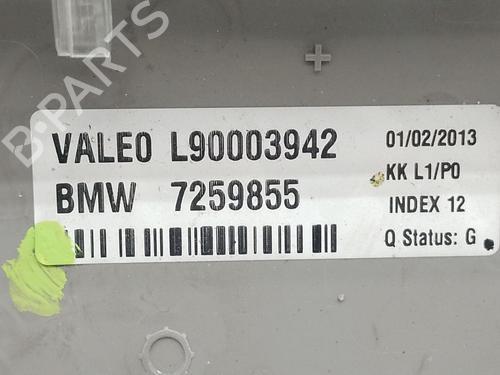 B-PARTS
VALEO L90003942
BMW 7259855
01/02/2013
KK L1/P0
INDEX 12
Q Status: G